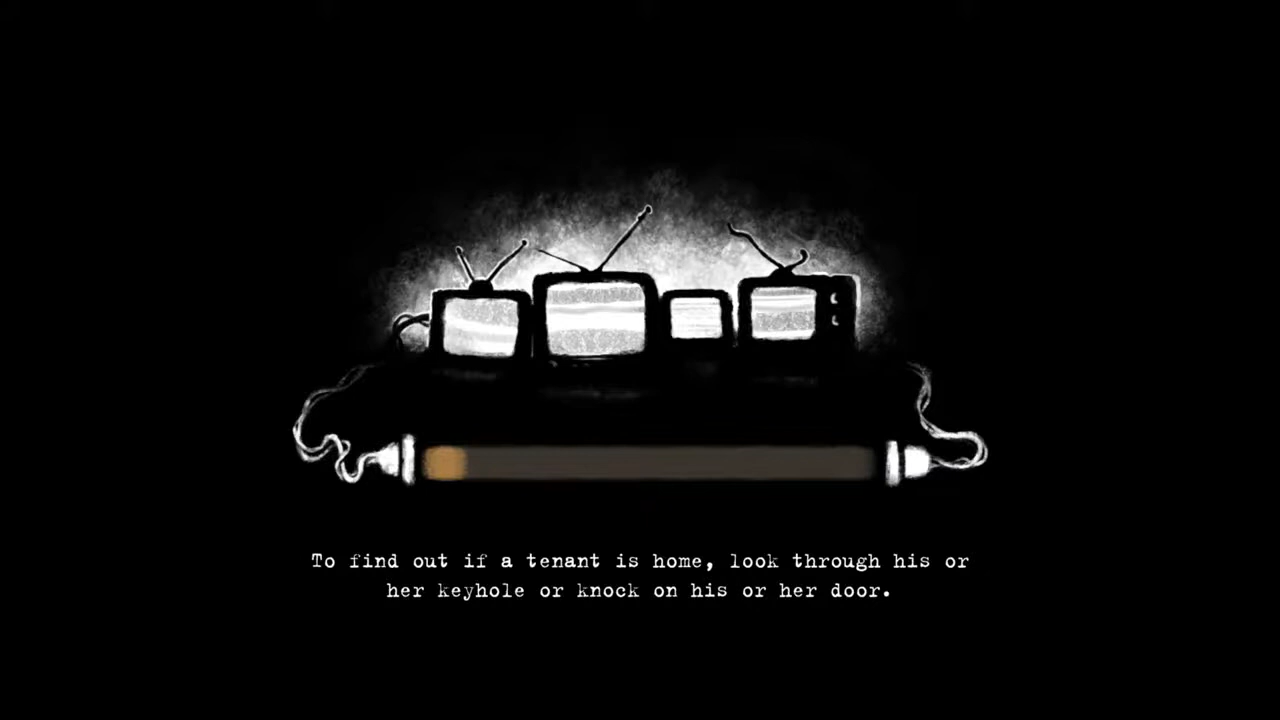 To find out if a tenant is home, look through his or
her keyhole or knock on his or her door.